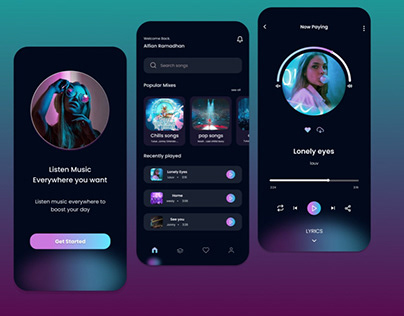 Listen Music
Everywhere you want
Listen music everywhere to
boost your day
Get Started
Welcome Back,
Alfian Ramadhan
Search songs
Popular Mixes
see all
Chills songs
pop songs
Recently played
Lonely Eyes
Home
See you
Now Paying
Lonely eyes
LYRICS